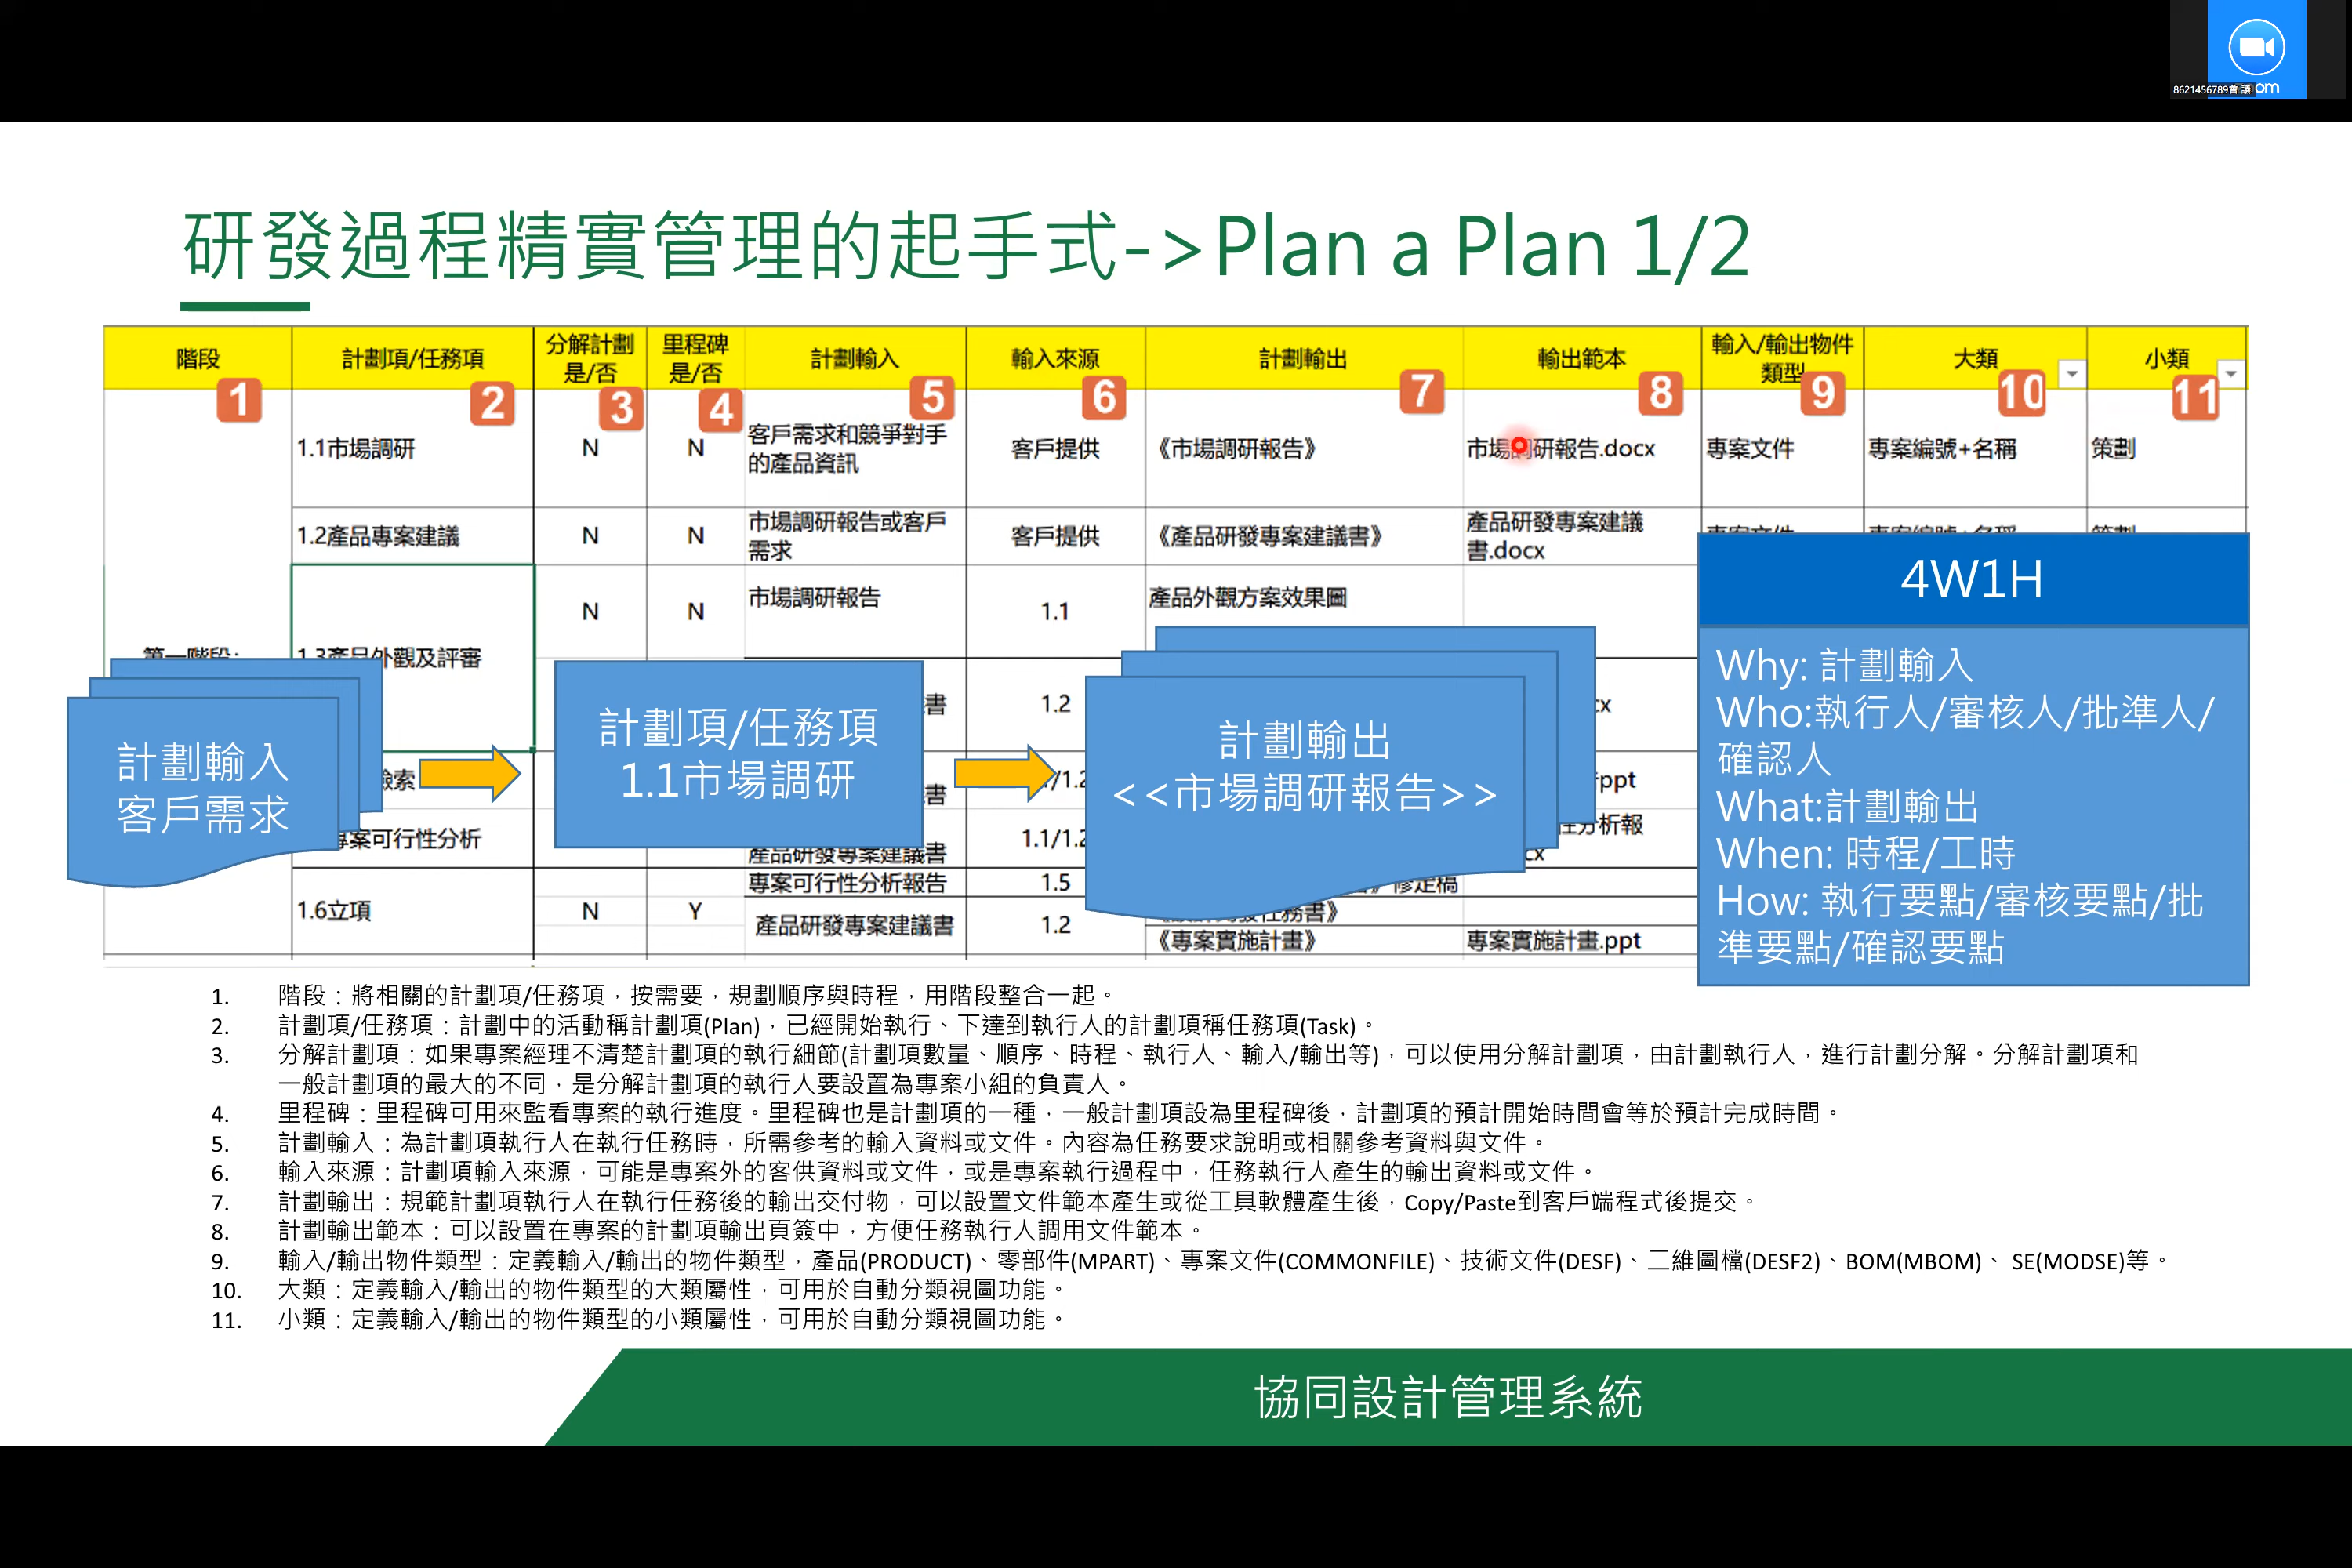 8621456789會議
om
研發過程精實管理的起手式->Plan a Plan 1/2
階段
計劃項/任務項
分解計劃
是/否
里程碑
是/否
計劃輸入
輸入來源
計劃輸出
輸出範本
輸入/輸出物件
類型
大類
小類
1
2
3
4
5
6
7
8
9
10
11
1.1市場調研
N
N
客戶需求和競爭對手
的產品資訊
客戶提供
《市場調研報告》
市場調研報告.docx
專案文件
專案編號+名稱
策劃
1.2產品專案建議
N
N
市場調研報告或客戶
需求
客戶提供
《產品研發專案建議書》
產品研發專案建議
書.docx
專案文件
專案編號+名稱
策劃
第一階段:
1.3產品外觀及評審
N
N
市場調研報告
1.1
產品外觀方案效果圖
書
1.2
cx
檢索
書
/1.2
ppt
專案可行性分析
產品研發專案建議書
1.1/1.2
性分析報
cx
1.6立項
N
Y
專案可行性分析報告
1.5
修定稿
產品研發專案建議書
1.2
《專案實施計畫》
專案實施計畫.ppt
計劃輸入
客戶需求
計劃項/任務項
1.1市場調研
計劃輸出
<<市場調研報告>>
4W1H
Why: 計劃輸入
Who:執行人/審核人/批準人/
確認人
What:計劃輸出
When: 時程/工時
How: 執行要點/審核要點/批
準要點/確認要點
1. 階段：將相關的計劃項/任務項，按需要，規劃順序與時程，用階段整合一起。
2. 計劃項/任務項：計劃中的活動稱計劃項(Plan)，已經開始執行、下達到執行人的計劃項稱任務項(Task)。
3. 分解計劃項：如果專案經理不清楚計劃項的執行細節(計劃項數量、順序、時程、執行人、輸入/輸出等)，可以使用分解計劃項，由計劃執行人，進行計劃分解。分解計劃項和
一般計劃項的最大的不同，是分解計劃項的執行人要設置為專案小組的負責人。
4. 里程碑：里程碑可用來監看專案的執行進度。里程碑也是計劃項的一種，一般計劃項設為里程碑後，計劃項的預計開始時間會等於預計完成時間。
5. 計劃輸入：為計劃項執行人在執行任務時，所需參考的輸入資料或文件。內容為任務要求說明或相關參考資料與文件。
6. 輸入來源：計劃項輸入來源，可能是專案外的客供資料或文件，或是專案執行過程中，任務執行人產生的輸出資料或文件。
7. 計劃輸出：規範計劃項執行人在執行任務後的輸出交付物，可以設置文件範本產生或從工具軟體產生後，Copy/Paste到客戶端程式後提交。
8. 計劃輸出範本：可以設置在專案的計劃項輸出頁簽中，方便任務執行人調用文件範本。
9. 輸入/輸出物件類型：定義輸入/輸出的物件類型，產品(PRODUCT)、零部件(MPART)、專案文件(COMMONFILE)、技術文件(DESF)、二維圖檔(DESF2)、BOM(MBOM)、 SE(MODSE)等。
10. 大類：定義輸入/輸出的物件類型的大類屬性，可用於自動分類視圖功能。
11. 小類：定義輸入/輸出的物件類型的小類屬性，可用於自動分類視圖功能。
協同設計管理系統